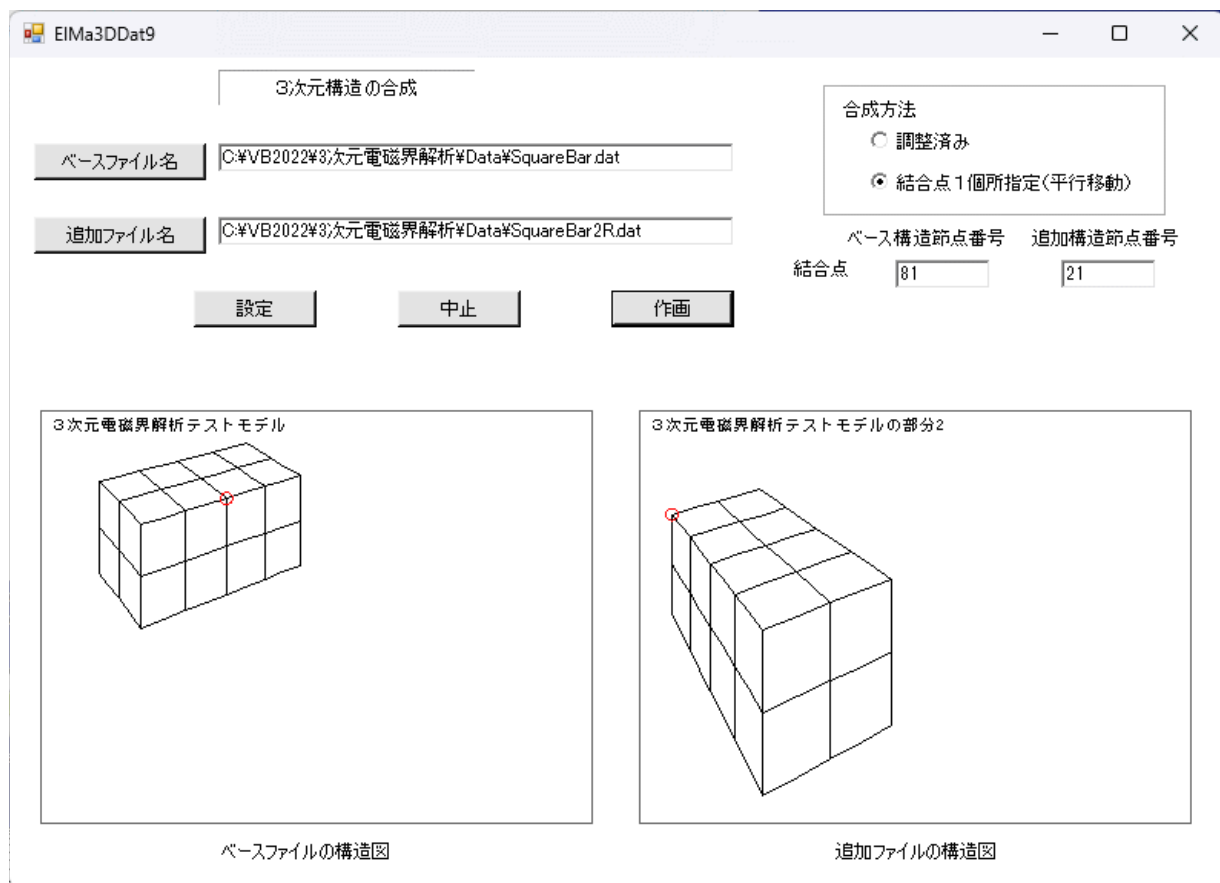 ElMa3DDat9
3次元構造の合成
合成方法
調整済み
結合点1個所指定(平行移動)
ベースファイル名
C:¥VB2022¥3次元電磁界解析¥Data¥SquareBar.dat
追加ファイル名
C:¥VB2022¥3次元電磁界解析¥Data¥SquareBar2R.dat
ベース構造節点番号 追加構造節点番号
結合点 81 21
設定 中止 作画
3次元電磁界解析テストモデル
3次元電磁界解析テストモデルの部分2
ベースファイルの構造図
追加ファイルの構造図